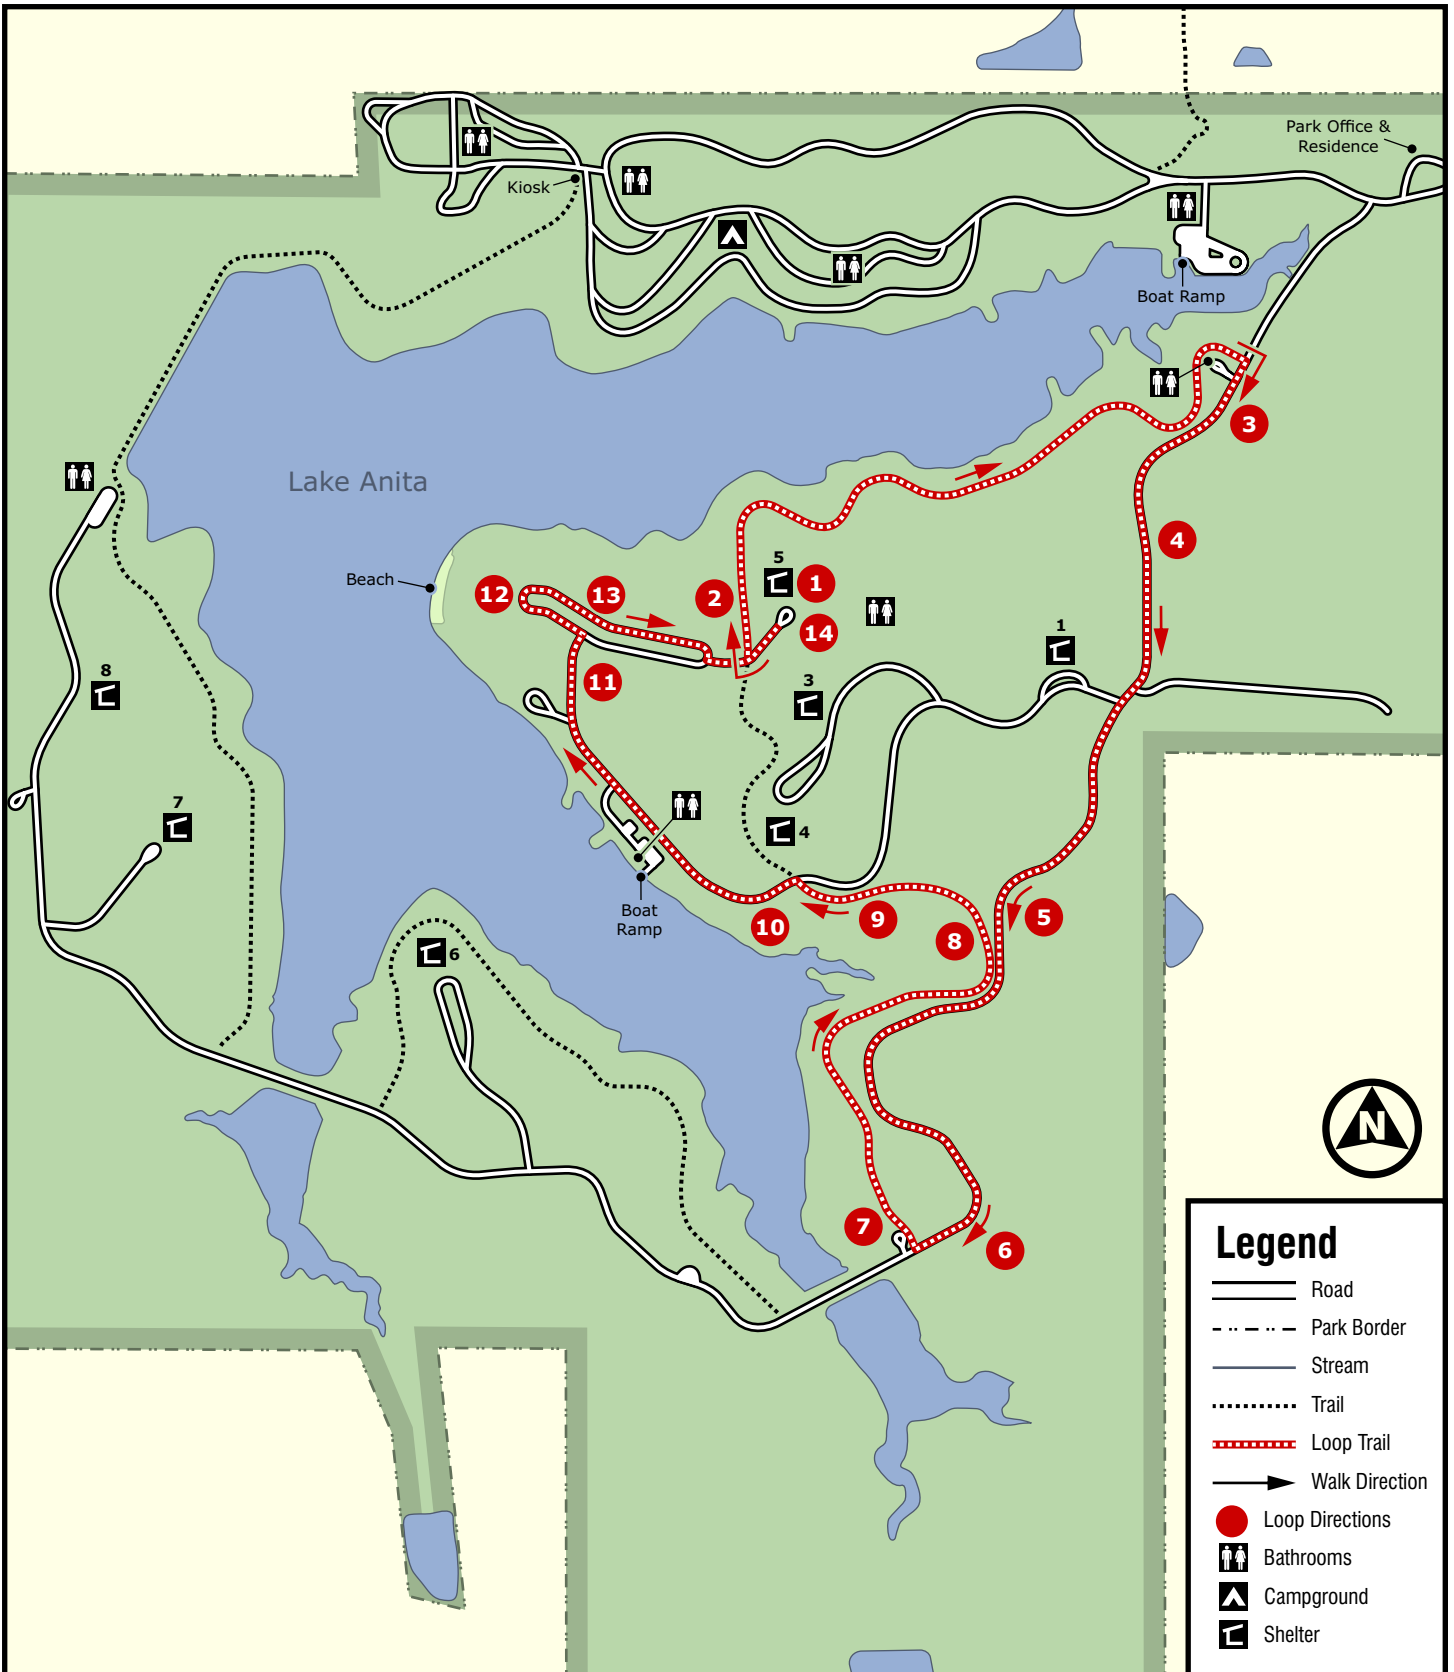 Park Office &
Residence
Kiosk
Boat Ramp
3
Lake Anita
4
5
1
Beach
12
13
2
14
1
8
11
3
7
4
Boat
Ramp
10
9
5
8
6
N
7
6
Legend
Road
Park Border
Stream
Trail
Loop Trail
Walk Direction
Loop Directions
Bathrooms
Campground
Shelter